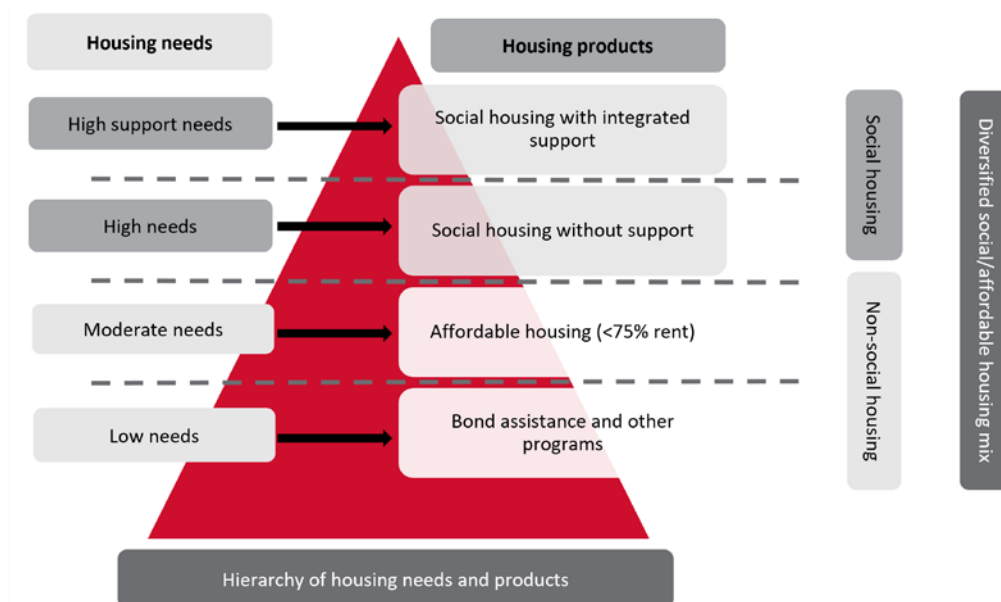 Housing needs
Housing products
High support needs
Social housing with integrated
support
High needs
Social housing without support
Moderate needs
Affordable housing (<75% rent)
Low needs
Bond assistance and other
programs
Social housing
Non-social housing
Diversified social/affordable housing mix
Hierarchy of housing needs and products